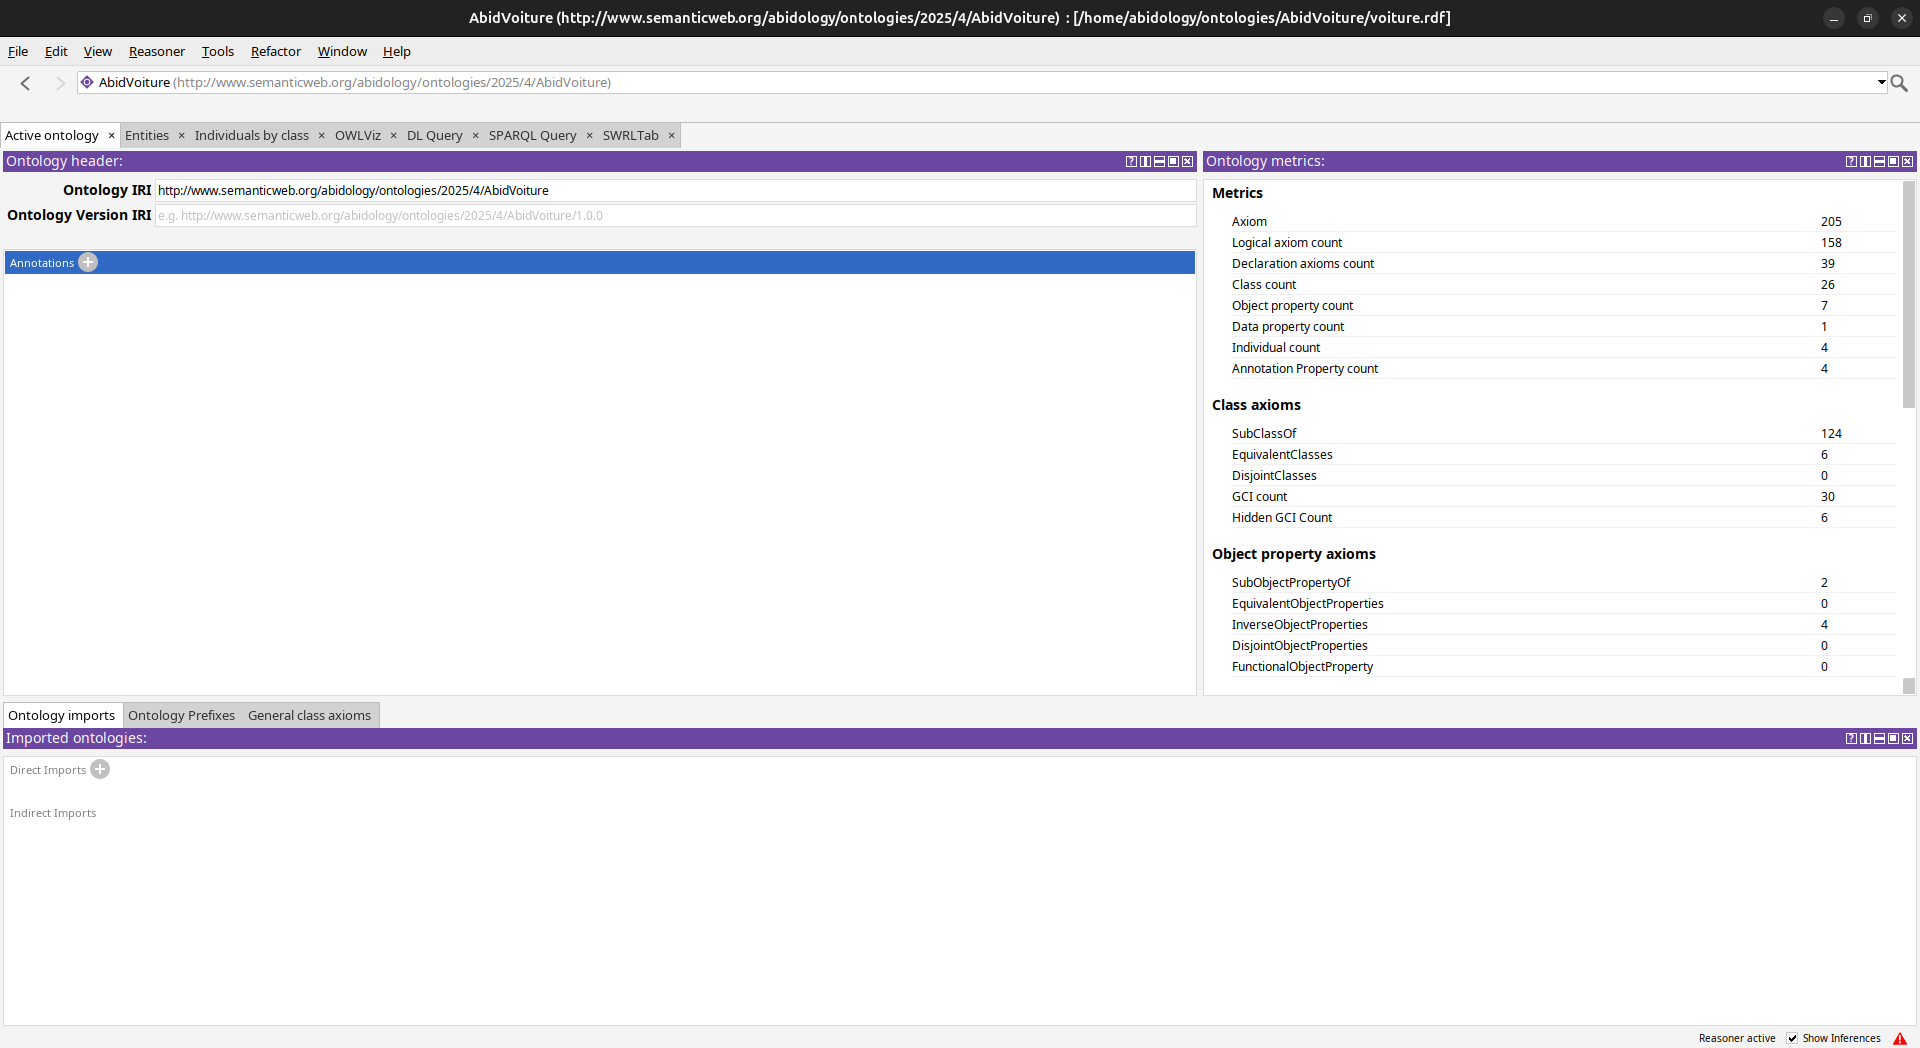 AbidVoiture (http://www.semanticweb.org/abidology/ontologies/2025/4/AbidVoiture) : [/home/abidology/ontologies/AbidVoiture/voiture.rdf]
File Edit View Reasoner Tools Refactor Window Help
AbidVoiture (http://www.semanticweb.org/abidology/ontologies/2025/4/AbidVoiture)
Active ontology × Entities × Individuals by class × OWLViz × DL Query × SPARQL Query × SWRLTab ×
Ontology header:
Ontology IRI http://www.semanticweb.org/abidology/ontologies/2025/4/AbidVoiture
Ontology Version IRI e.g. http://www.semanticweb.org/abidology/ontologies/2025/4/AbidVoiture/1.0.0
Annotations
Ontology metrics:
Metrics
Axiom 205
Logical axiom count 158
Declaration axioms count 39
Class count 26
Object property count 7
Data property count 1
Individual count 4
Annotation Property count 4
Class axioms
SubClassOf 124
EquivalentClasses 6
DisjointClasses 0
GCI count 30
Hidden GCI Count 6
Object property axioms
SubObjectPropertyOf 2
EquivalentObjectProperties 0
InverseObjectProperties 4
DisjointObjectProperties 0
FunctionalObjectProperty 0
Ontology imports Ontology Prefixes General class axioms
Imported ontologies:
Direct Imports
Indirect Imports
Reasoner active Show Inferences